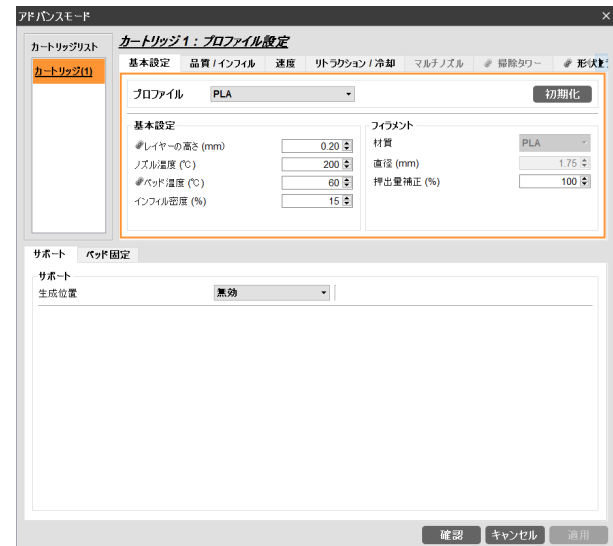 アドバンスモード ×
カートリッジリスト
カートリッジ(1)
カートリッジ1：プロファイル設定
基本設定 品質 / インフィル 速度 リトラクション / 冷却 マルチノズル 掃除タワー 形状
プロファイル PLA 初期化
基本設定
レイヤーの高さ (mm) 0.20
ノズル温度 (℃) 200
ベッド温度 (℃) 60
インフィル密度 (%) 15
フィラメント
材質 PLA
直径 (mm) 1.75
押出量補正 (%) 100
サポート ベッド固定
サポート
生成位置 無効
確認 キャンセル 適用